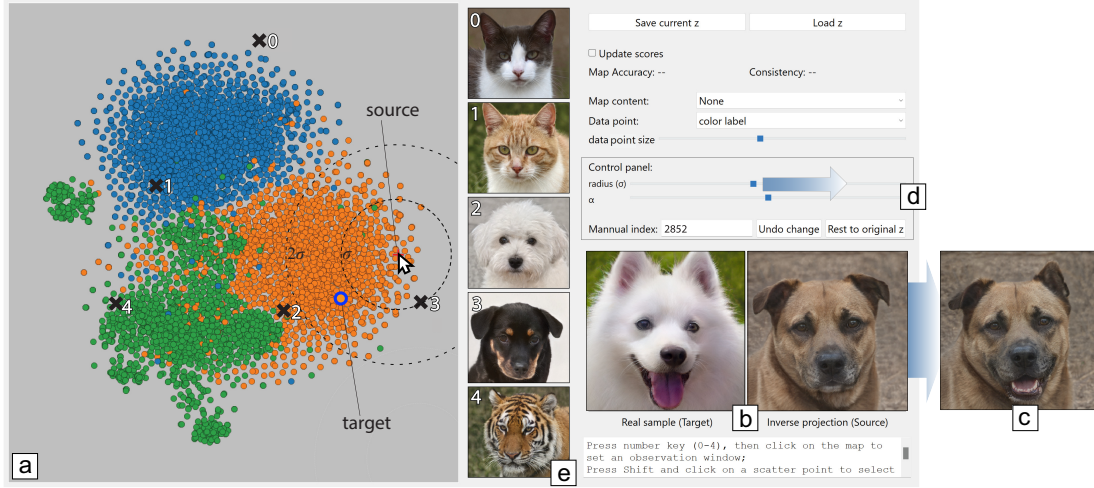 0
source
1
2σ
σ
3
4
2
target
a
0
1
2
3
4
e
Save current z
Load z
Update scores
Map Accuracy: --
Consistency: --
Map content:
None
Data point:
color label
data point size
Control panel:
radius (σ)
α
d
Mannual index:
2852
Undo change
Rest to original z
b
c
Real sample (Target)
Inverse projection (Source)
Press number key (0-4), then click on the map to
set an observation window;
Press Shift and click on a scatter point to select